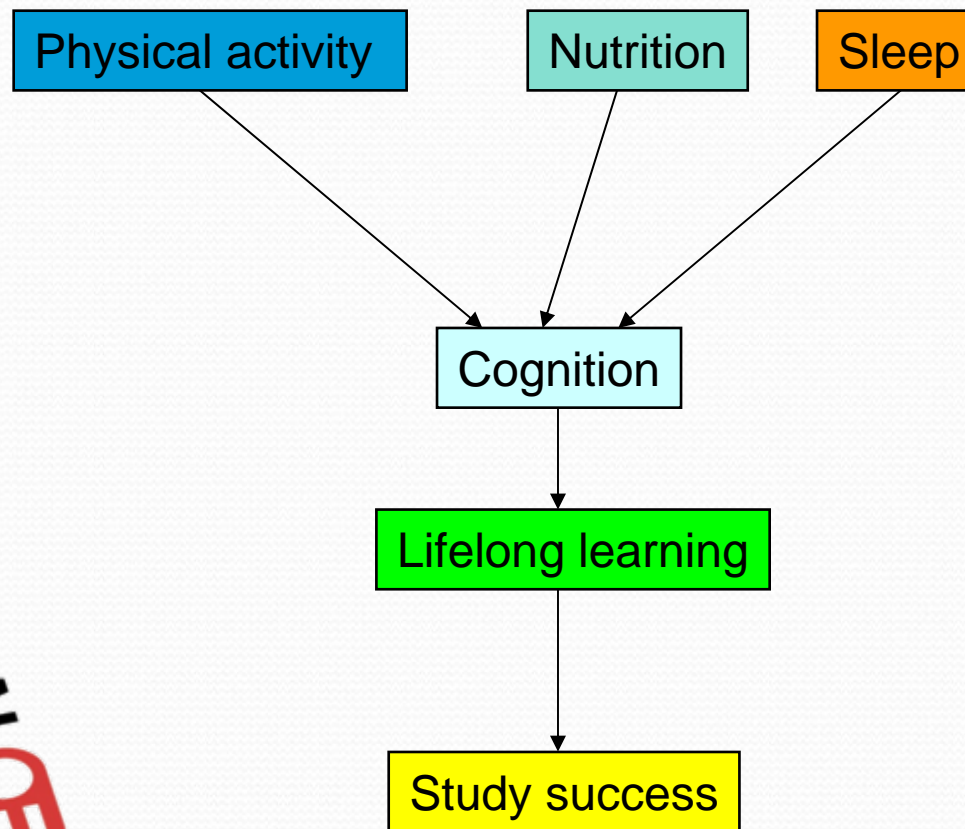 Physical activity
Nutrition
Sleep
Cognition
Lifelong learning
Study success